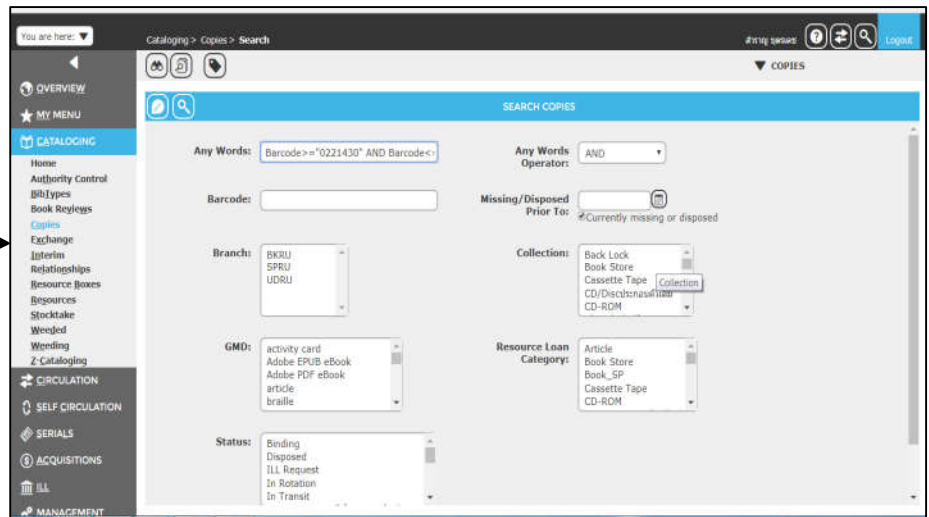 You are here: ▼
Cataloging > Copies > Search
Logout
▼ COPIES
OVERVIEW
MY MENU
CATALOGING
Home
Authority Control
BibTypes
Book Reviews
Copies
Exchange
Interim
Relationships
Resource Boxes
Resources
Stocktake
Weeded
Weeding
Z-Cataloging
CIRCULATION
SELF CIRCULATION
SERIALS
ACQUISITIONS
ILL
MANAGEMENT
SEARCH COPIES
Any Words: Barcode>="0221430" AND Barcode<
Any Words Operator: AND
Barcode:
Missing/Disposed Prior To:
Currently missing or disposed
Branch:
BKRU
SPRU
UDRU
Collection:
Back Lock
Book Store
Cassette Tape
CD-ROM
Collection
GMD:
activity card
Adobe EPUB eBook
Adobe PDF eBook
article
braille
Resource Loan Category:
Article
Book Store
Book_SP
Cassette Tape
CD-ROM
Status:
Binding
Disposed
ILL Request
In Rotation
In Transit